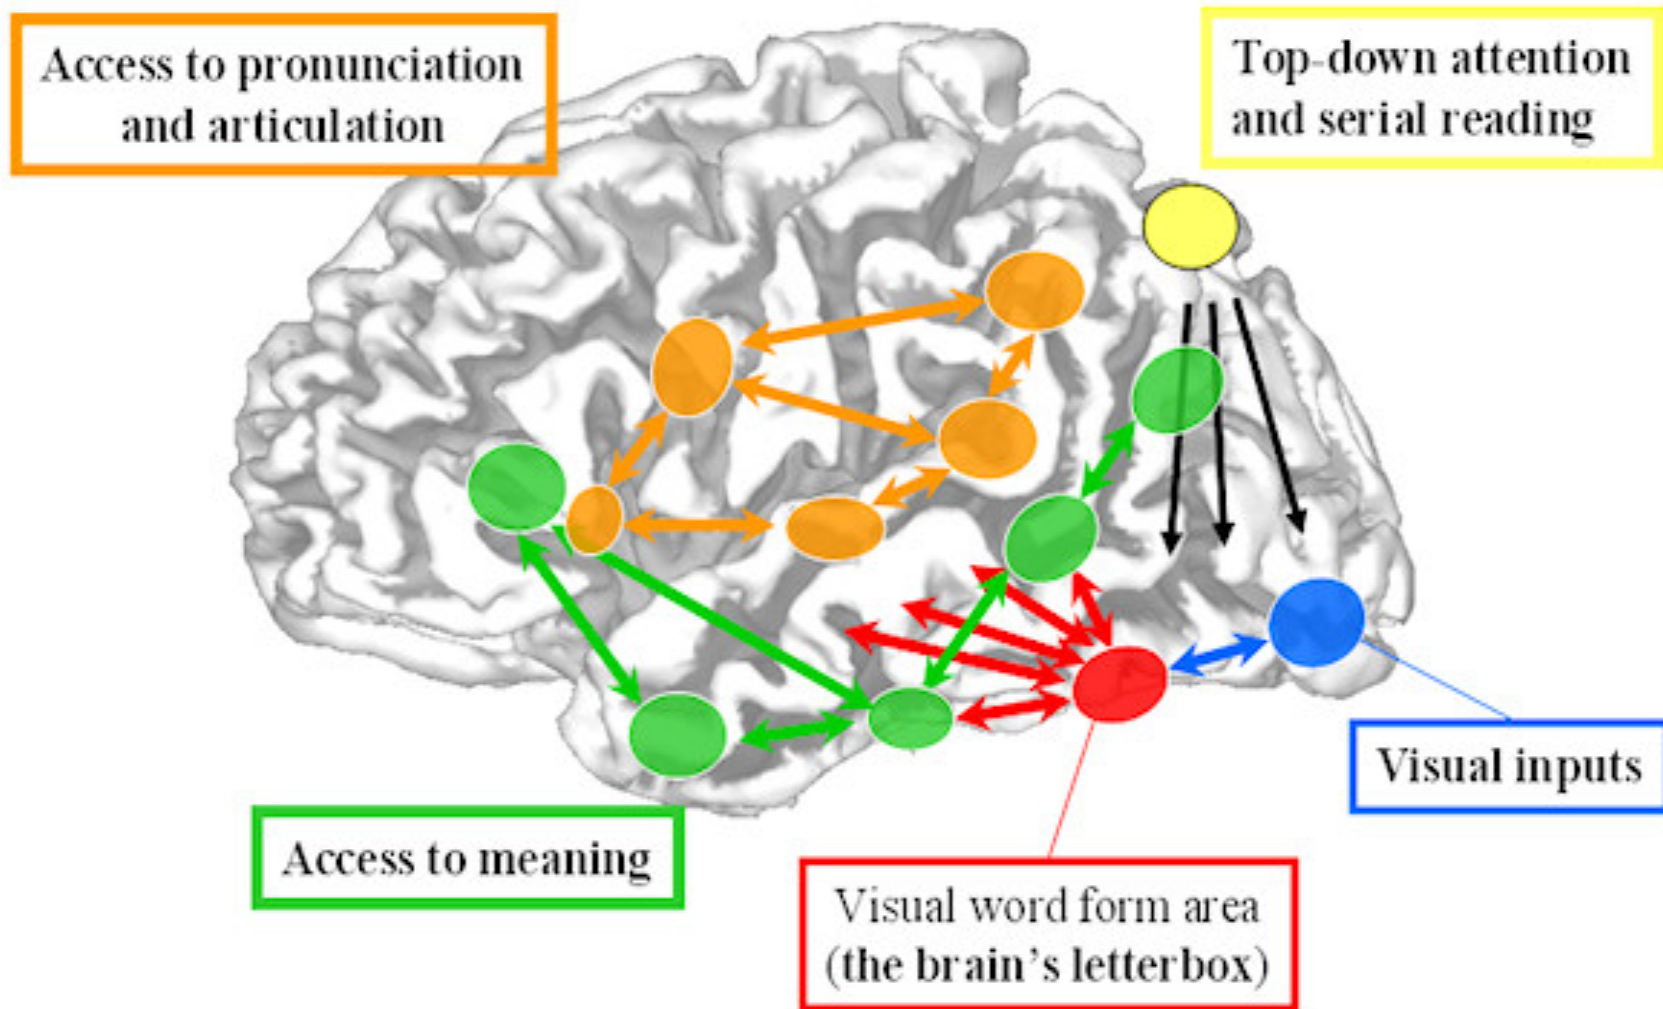 Access to pronunciation
and articulation
Top-down attention
and serial reading
Visual inputs
Access to meaning
Visual word form area
(the brain's letterbox)